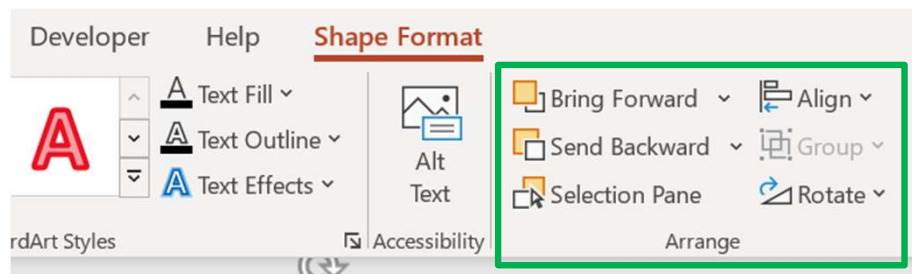 Developer Help Shape Format
A Text Fill
A Text Outline
A Text Effects
A
rdArt Styles
Alt
Text
Accessibility
Bring Forward
Send Backward
Selection Pane
Align
Group
Rotate
Arrange